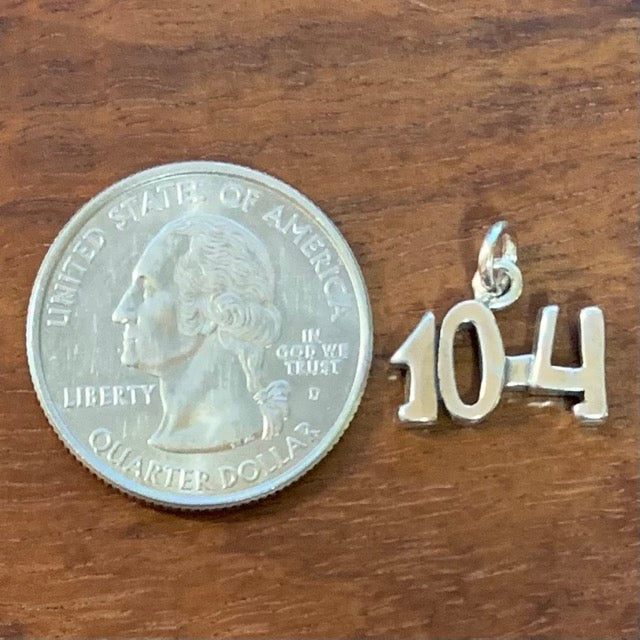 UNITED STATES OF AMERICA
LIBERTY
IN
GOD WE
TRUST
QUARTER DOLLAR
10-4